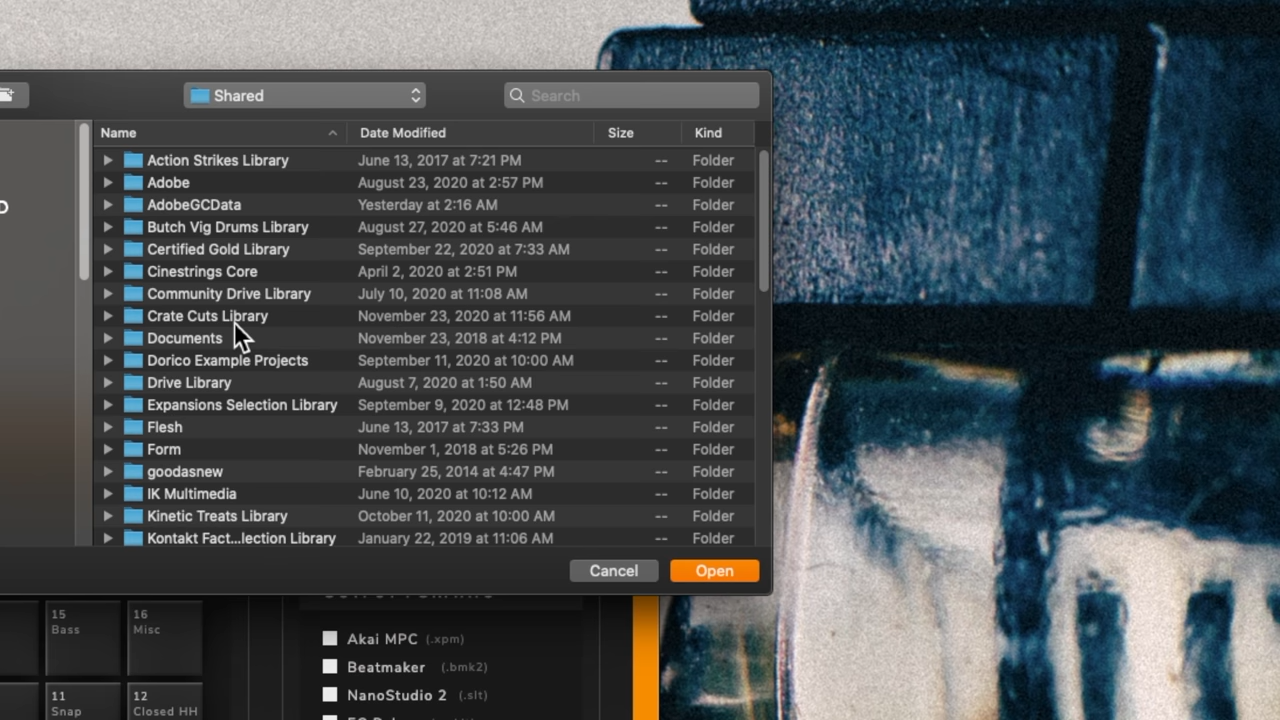 Shared
Search
Name Date Modified Size Kind
Action Strikes Library June 13, 2017 at 7:21 PM -- Folder
Adobe August 23, 2020 at 2:57 PM -- Folder
AdobeGCData Yesterday at 2:16 AM -- Folder
Butch Vig Drums Library August 27, 2020 at 5:46 AM -- Folder
Certified Gold Library September 22, 2020 at 7:33 AM -- Folder
Cinestrings Core April 2, 2020 at 2:51 PM -- Folder
Community Drive Library July 10, 2020 at 11:08 AM -- Folder
Crate Cuts Library November 23, 2020 at 11:56 AM -- Folder
Documents November 23, 2018 at 4:12 PM -- Folder
Dorico Example Projects September 11, 2020 at 10:00 AM -- Folder
Drive Library August 7, 2020 at 1:50 AM -- Folder
Expansions Selection Library September 9, 2020 at 12:48 PM -- Folder
Flesh June 13, 2017 at 7:33 PM -- Folder
Form November 1, 2018 at 5:26 PM -- Folder
goodasnew February 25, 2014 at 4:47 PM -- Folder
IK Multimedia June 10, 2020 at 10:12 AM -- Folder
Kinetic Treats Library October 11, 2020 at 10:00 AM -- Folder
Kontakt Fact...lection Library January 22, 2019 at 11:06 AM -- Folder
Cancel Open
15 16
Bass Misc
Akai MPC (.xpm)
Beatmaker (.bmk2)
NanoStudio 2 (.slt)
11 12
Snap Closed HH